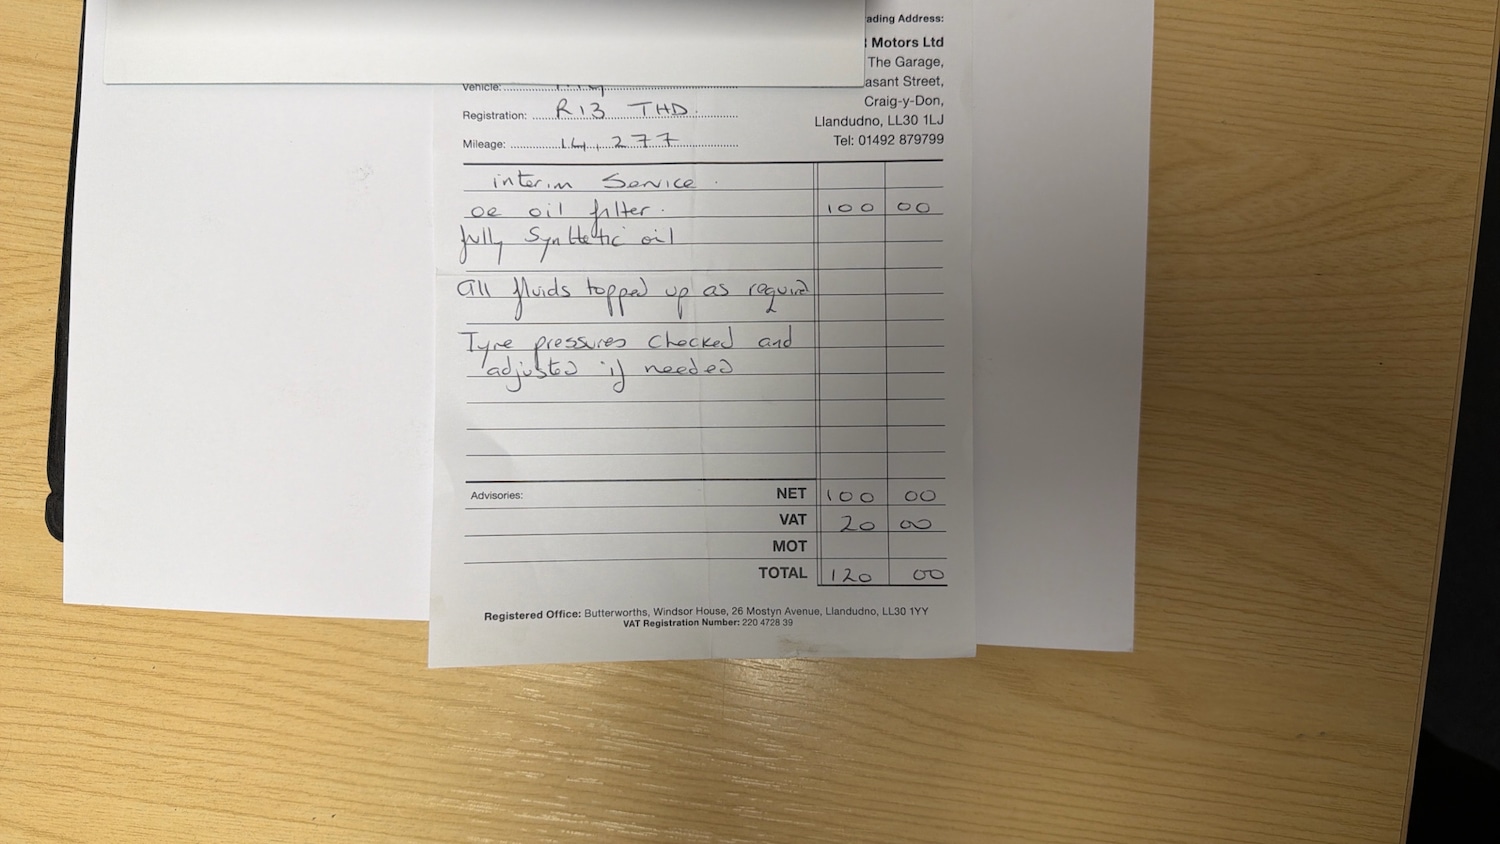 ading Address:
Motors Ltd
The Garage,
asant Street,
Craig-y-Don,
Llandudno, LL30 1LJ
Tel: 01492 879799
Vehicle:
Registration: R13 THD
Mileage: 14,277
interim Service.
oe oil filter. 100 00
fully Synthetic oil
All fluids topped up as required
Tyre pressures checked and
adjusted if needed
Advisories:
NET 100 00
VAT 20 00
MOT
TOTAL 120 00
Registered Office: Butterworths, Windsor House, 26 Mostyn Avenue, Llandudno, LL30 1YY
VAT Registration Number: 220 4728 39